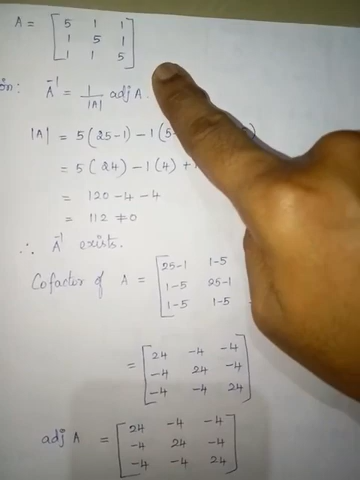 A = [ 5 1 1
1 5 1
1 1 5 ]
A⁻¹ = 1/|A| adj A.
|A| = 5(25-1) -1(5-
= 5(24) -1(4) +
= 120 -4 -4
= 112 ≠0
∴ A⁻¹ exists.
Cofactor of A = [ 25-1 1-5
1-5 25-1
1-5 1-5
= [ 24 -4 -4
-4 24 -4
-4 -4 24 ]
adj A = [ 24 -4 -4
-4 24 -4
-4 -4 24 ]